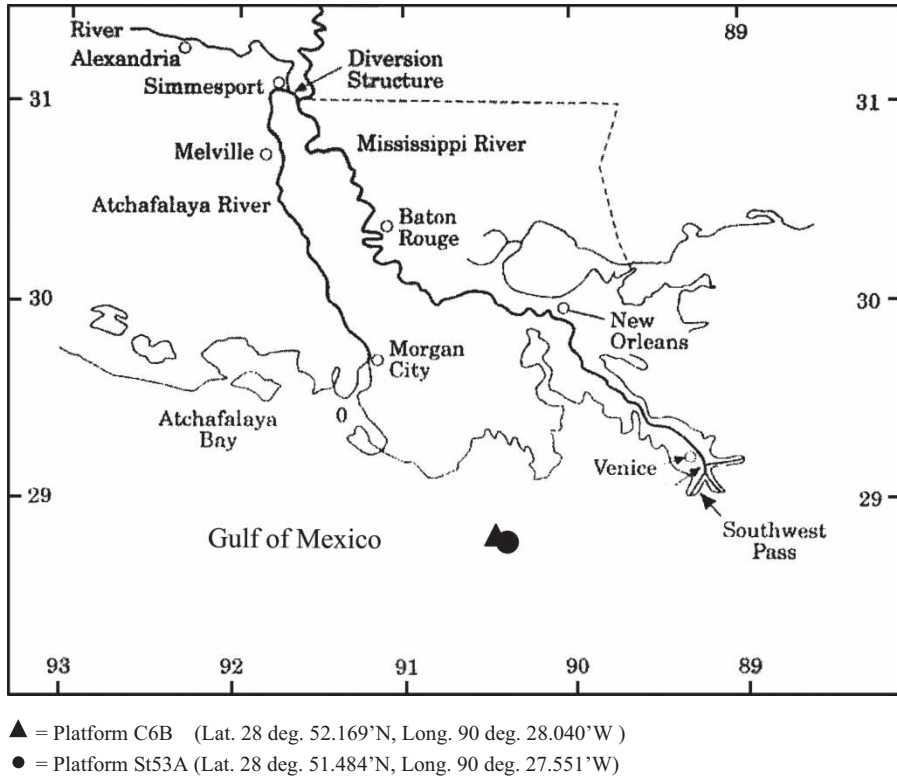 River
Alexandria
89
Simmesport
Diversion
Structure
31
31
Melville
Mississippi River
Atchafalaya River
Baton
Rouge
30
30
New
Orleans
Morgan
City
Atchafalaya
Bay
0
Venice
29
29
Southwest
Pass
Gulf of Mexico
93
92
91
90
89
▲ = Platform C6B (Lat. 28 deg. 52.169'N, Long. 90 deg. 28.040'W )
● = Platform St53A (Lat. 28 deg. 51.484'N, Long. 90 deg. 27.551'W)